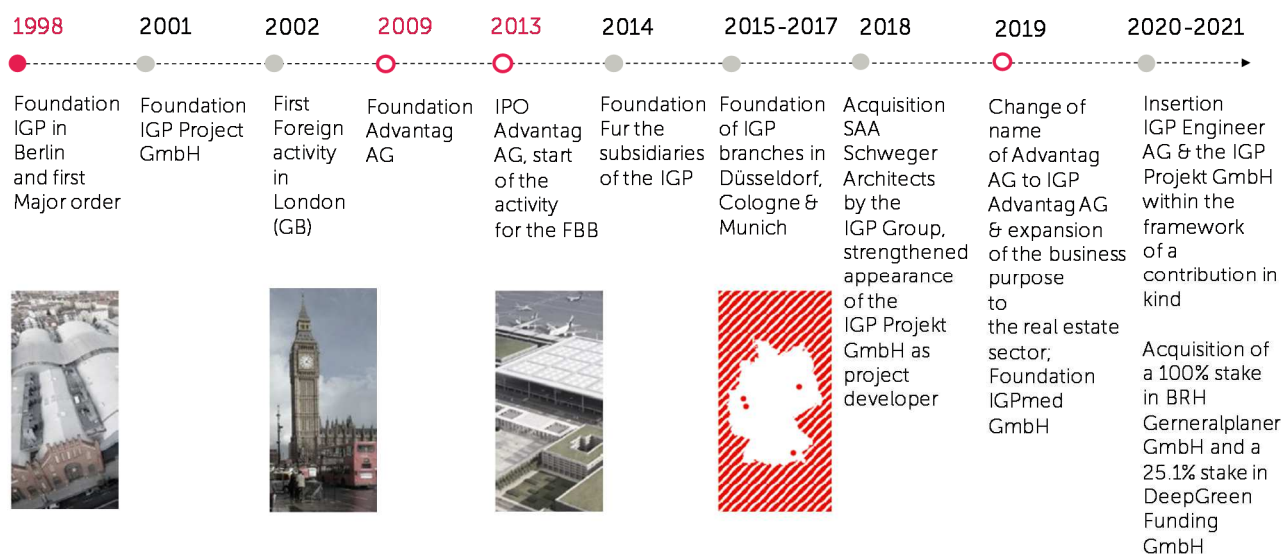 1998
Foundation
IGP in
Berlin
and first
Major order
2001
Foundation
IGP Project
GmbH
2002
First
Foreign
activity
in
London
(GB)
2009
Foundation
Advantag
AG
2013
IPO
Advantag
AG, start
of the
activity
for the FBB
2014
Foundation
Fur the
subsidiaries
of the IGP
2015-2017
Foundation
of IGP
branches in
Düsseldorf,
Cologne &
Munich
2018
Acquisition
SAA
Schweger
Architects
by the
IGP Group,
strengthened
appearance
of the
IGP Projekt
GmbH as
project
developer
2019
Change of
name
of Advantag
AG to IGP
Advantag AG
& expansion
of the business
purpose
to
the real estate
sector;
Foundation
IGPmed
GmbH
2020-2021
Insertion
IGP Engineer
AG & the IGP
Projekt GmbH
within the
framework
of a
contribution in
kind
Acquisition of
a 100% stake
in BRH
Gerneralplaner
GmbH and a
25.1% stake in
DeepGreen
Funding
GmbH